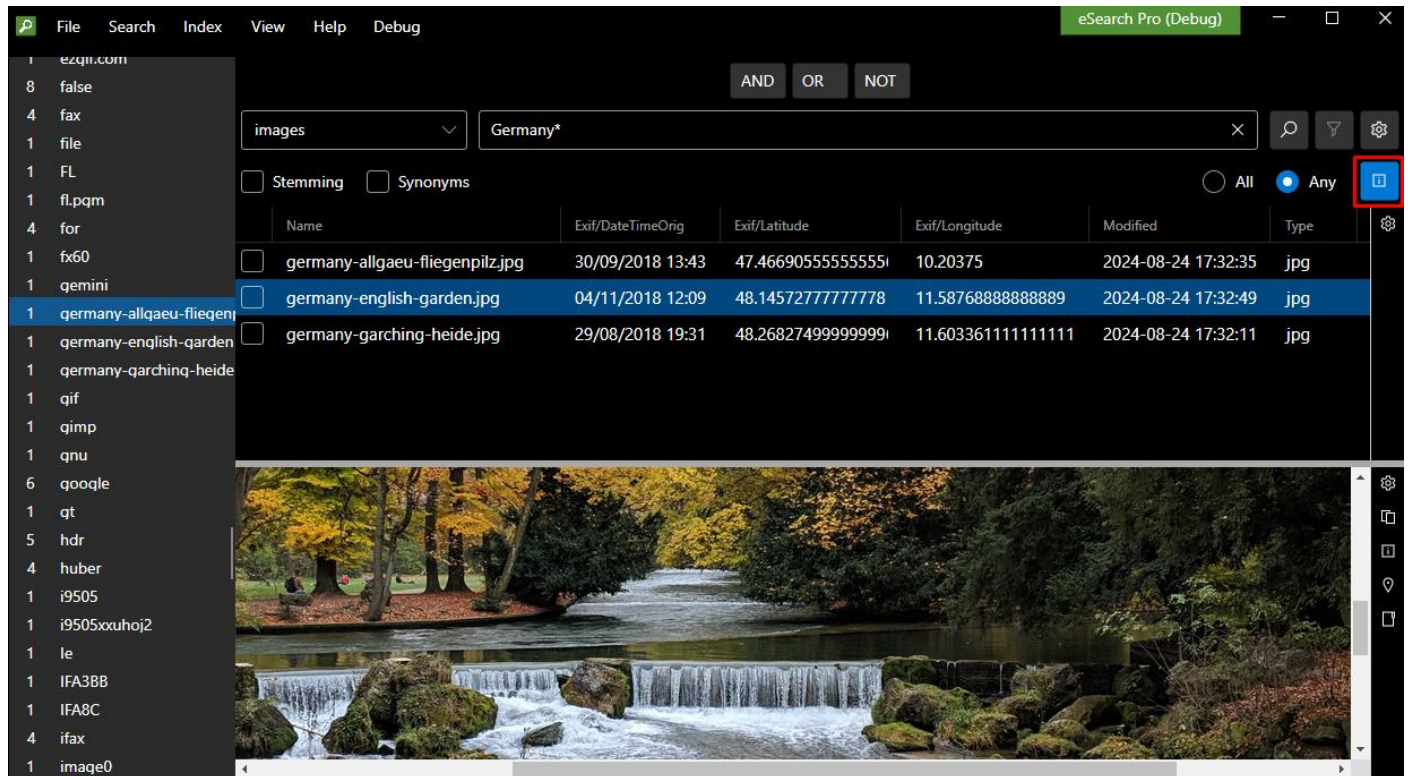 File Search Index View Help Debug eSearch Pro (Debug)
1 ezgif.com
8 false
4 fax
1 file
1 FL
1 fl.pgm
4 for
1 fx60
1 gemini
1 germany-allgaeu-fliegenp
1 germany-english-garden
1 germany-garching-heide
1 gif
1 gimp
1 gnu
6 google
1 gt
5 hdr
4 huber
1 i9505
1 i9505xxuhoj2
1 le
1 IFA3BB
1 IFA8C
4 ifax
1 image0
AND OR NOT
images Germany*
Stemming Synonyms All Any
Name Exif/DateTimeOrig Exif/Latitude Exif/Longitude Modified Type
germany-allgaeu-fliegenpilz.jpg 30/09/2018 13:43 47.466905555555556 10.20375 2024-08-24 17:32:35 jpg
germany-english-garden.jpg 04/11/2018 12:09 48.14572777777778 11.58768888888889 2024-08-24 17:32:49 jpg
germany-garching-heide.jpg 29/08/2018 19:31 48.26827499999999 11.603361111111111 2024-08-24 17:32:11 jpg